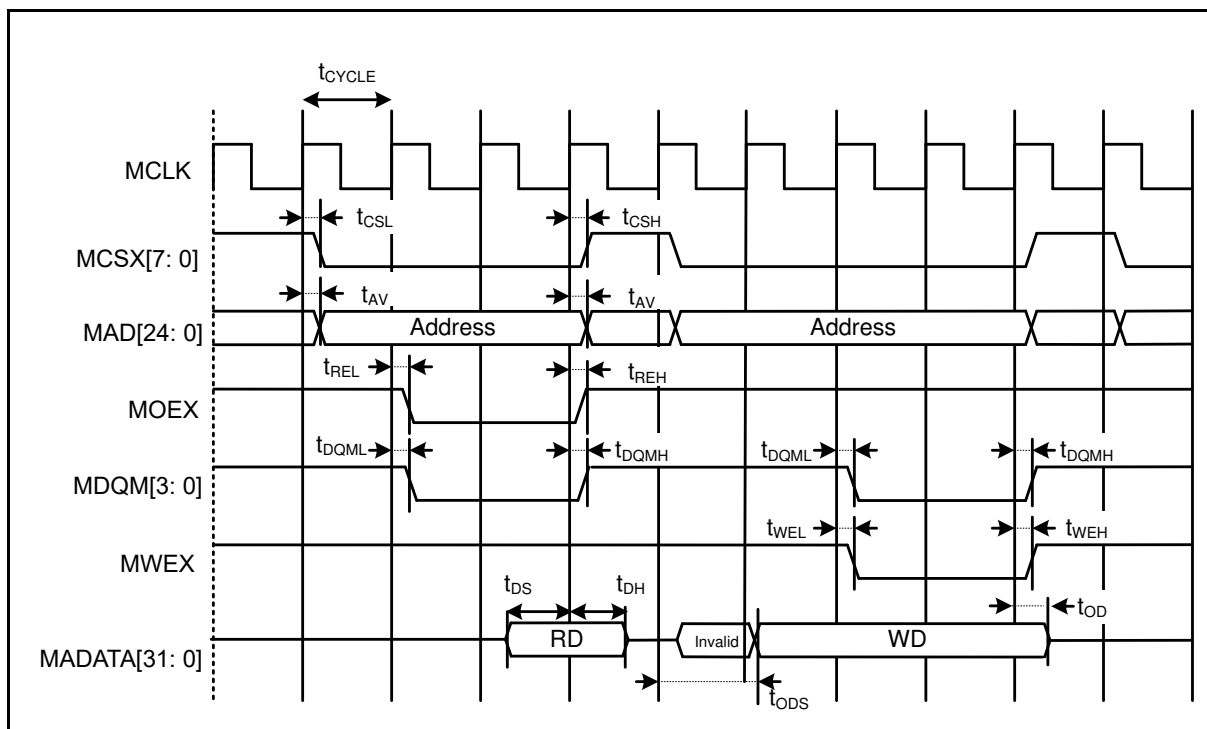 tCYCLE
MCLK
tCSL tCSH
MCSX[7: 0]
tAV tAV
MAD[24: 0] Address Address
tREL tREH
MOEX
tDQML tDQMH tDQML tDQMH
MDQM[3: 0]
tWEL tWEH
MWEX
tDS tDH tOD
MADATA[31: 0] RD Invalid WD
tODS